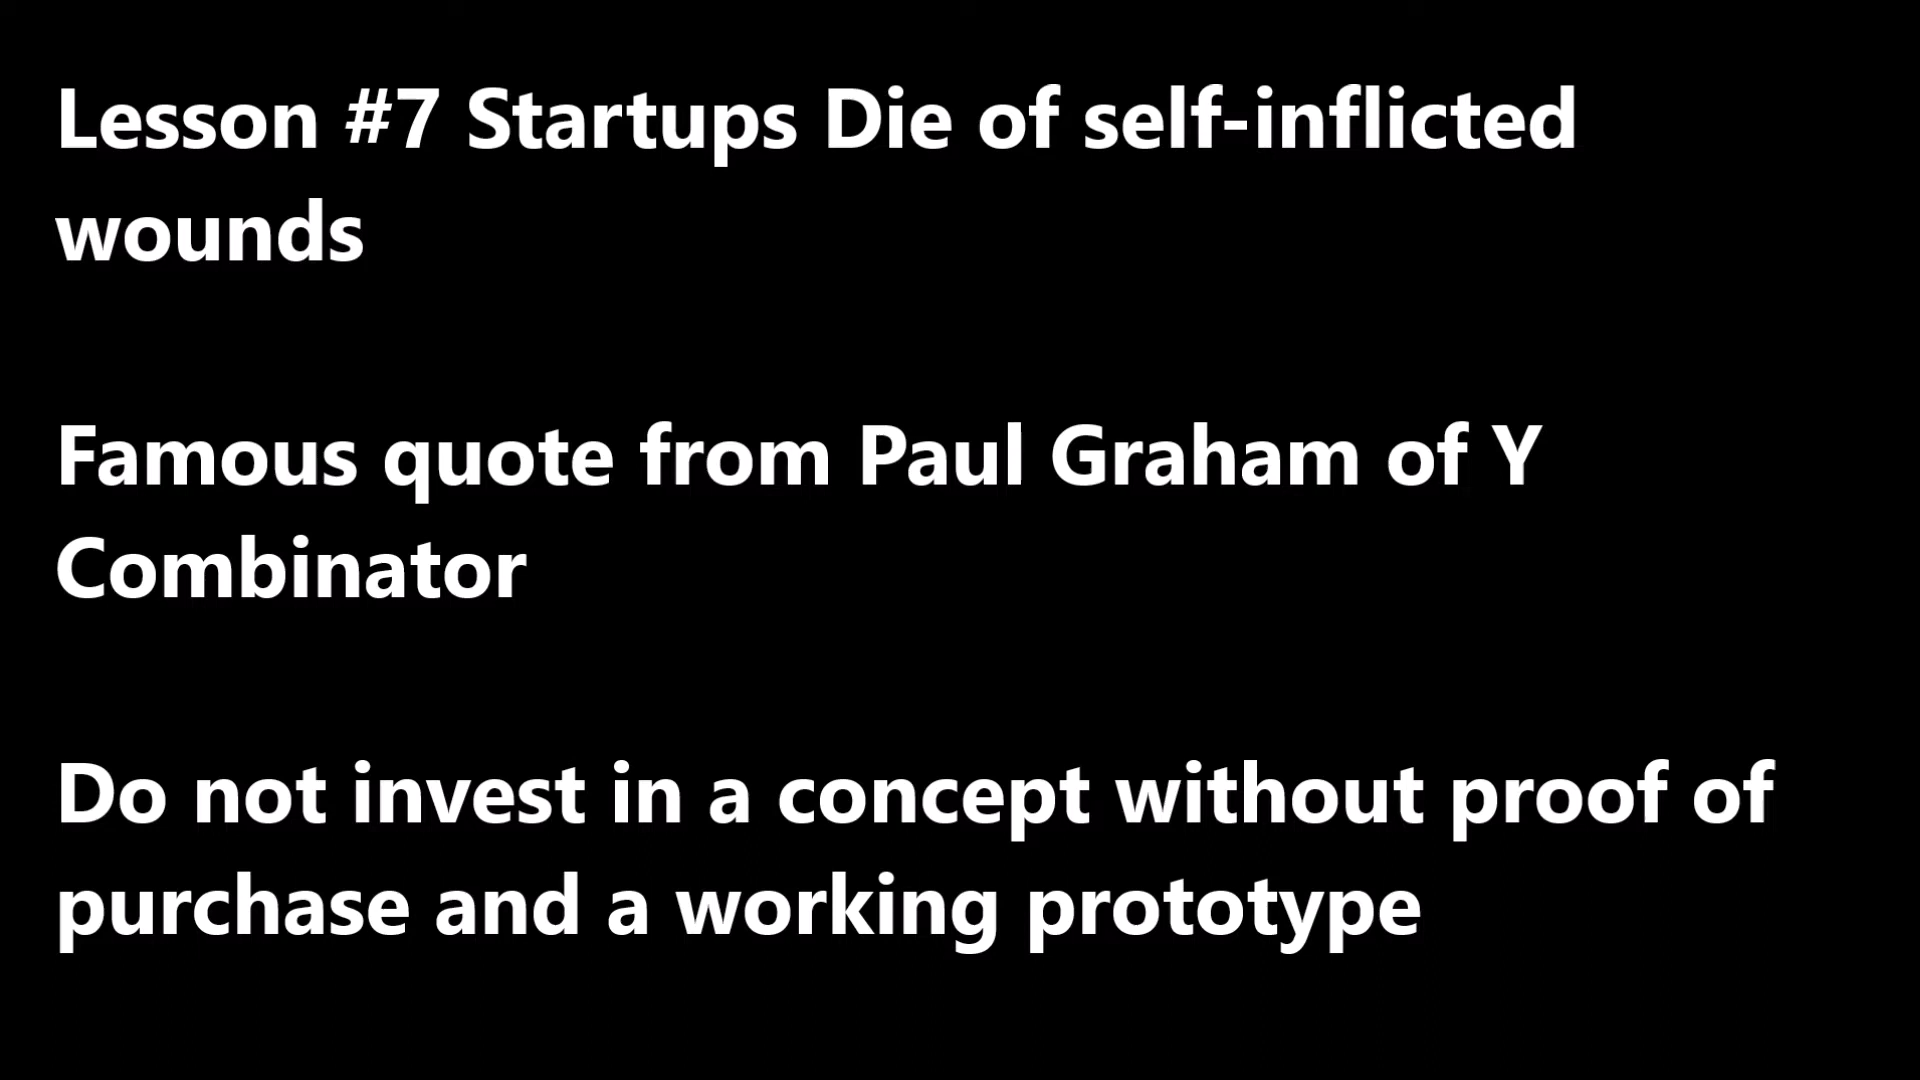 Lesson #7 Startups Die of self-inflicted
wounds
Famous quote from Paul Graham of Y
Combinator
Do not invest in a concept without proof of
purchase and a working prototype